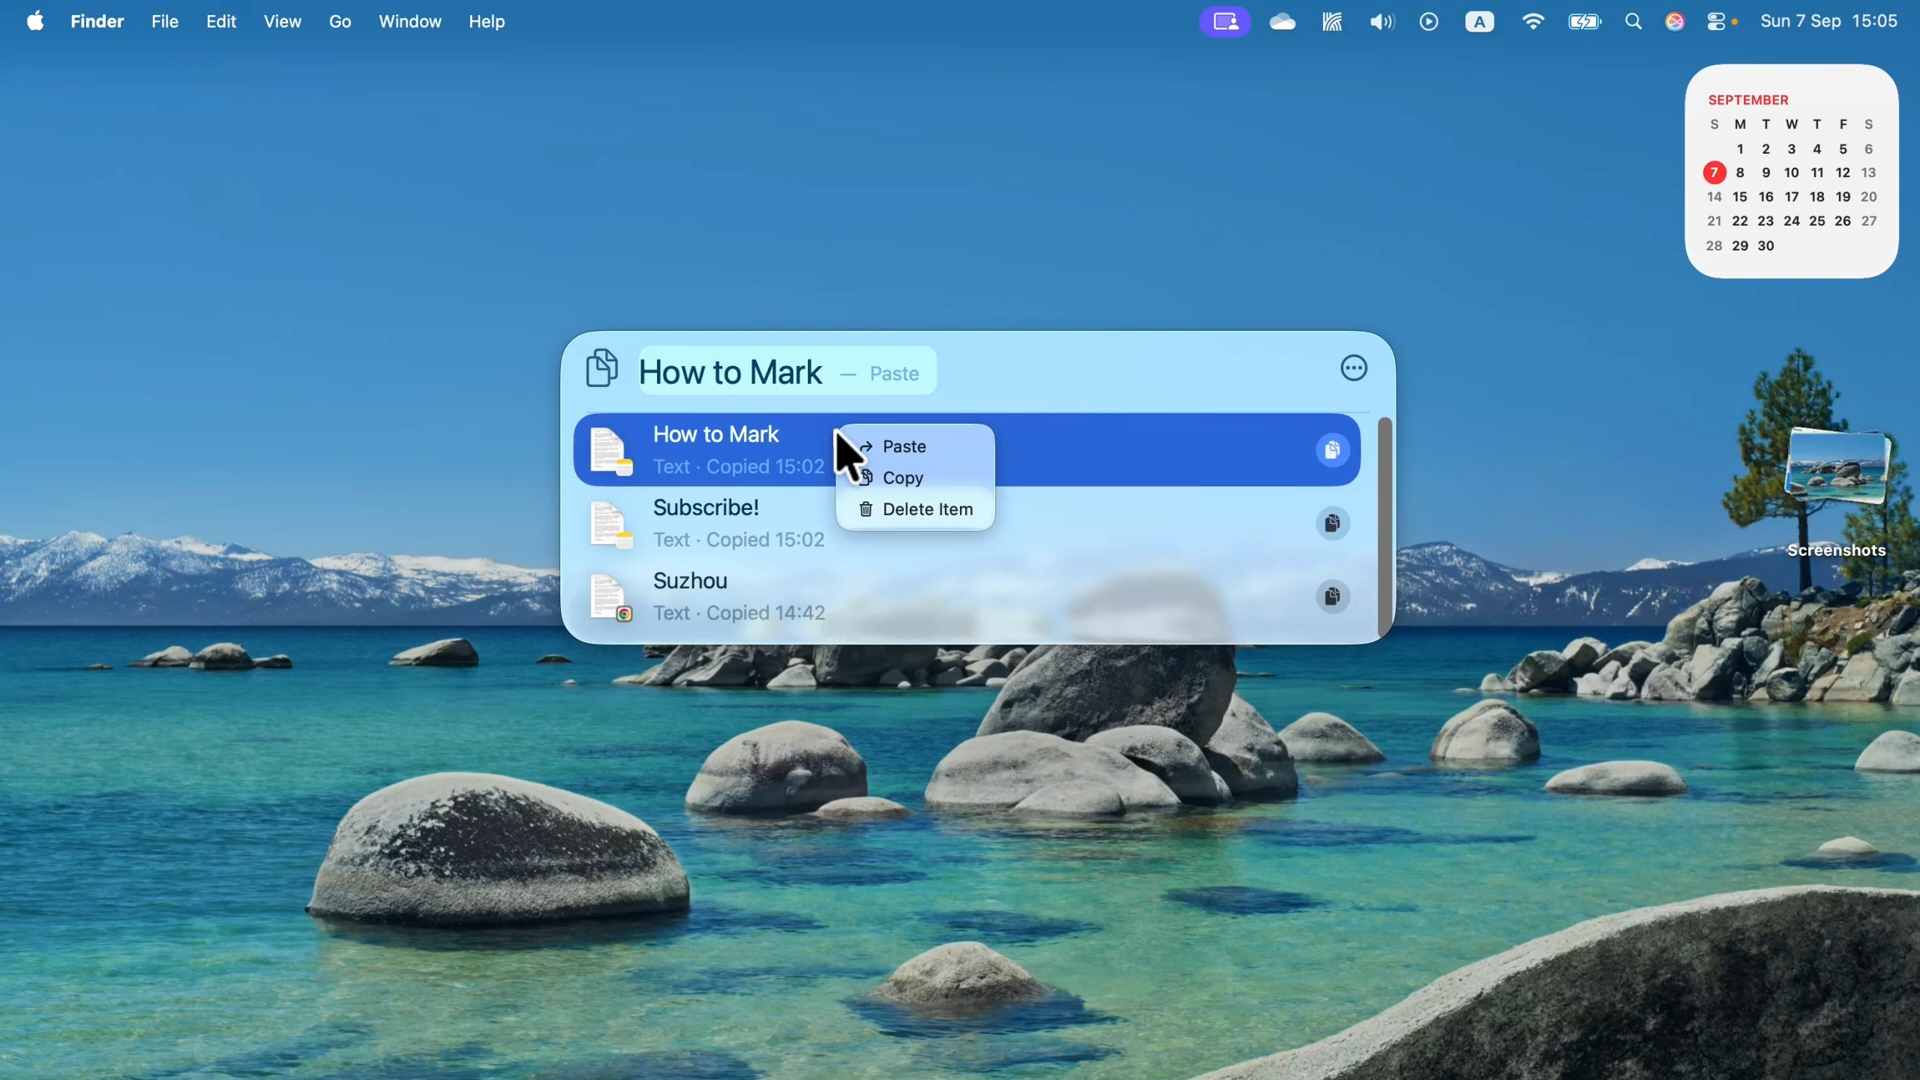 Finder File Edit View Go Window Help A Sun 7 Sep 15:05
SEPTEMBER
S M T W T F S
1 2 3 4 5 6
7 8 9 10 11 12 13
14 15 16 17 18 19 20
21 22 23 24 25 26 27
28 29 30
How to Mark — Paste
How to Mark
Text · Copied 15:02
Paste
Copy
Delete Item
Subscribe!
Text · Copied 15:02
Suzhou
Text · Copied 14:42
Screenshots